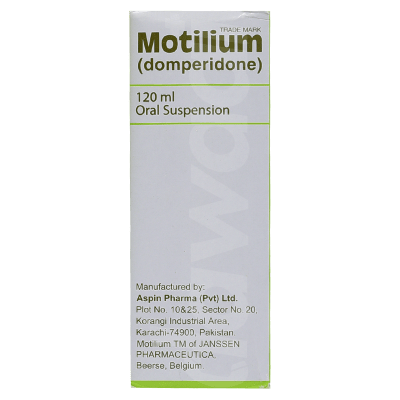 TRADE MARK
Motilium
(domperidone)
120 ml
Oral Suspension
Manufactured by:
Aspin Pharma (Pvt) Ltd.
Plot No. 10&25, Sector No. 20,
Korangi Industrial Area,
Karachi-74900, Pakistan.
Motilium TM of JANSSEN
PHARMACEUTICA,
Beerse, Belgium.